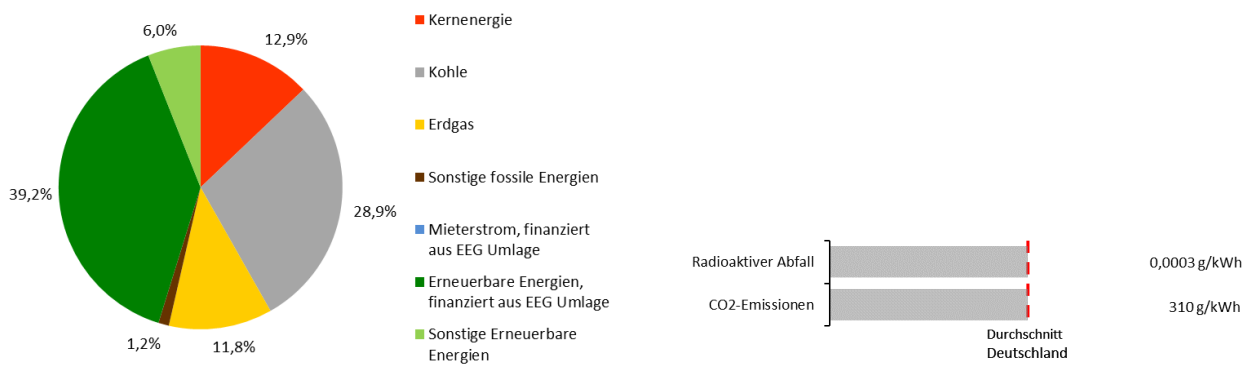 6,0%
12,9%
39,2%
28,9%
1,2%
11,8%
Kernenergie
Kohle
Erdgas
Sonstige fossile Energien
Mieterstrom, finanziert
aus EEG Umlage
Erneuerbare Energien,
finanziert aus EEG Umlage
Sonstige Erneuerbare
Energien
Radioaktiver Abfall
0,0003 g/kWh
CO2-Emissionen
310 g/kWh
Durchschnitt
Deutschland